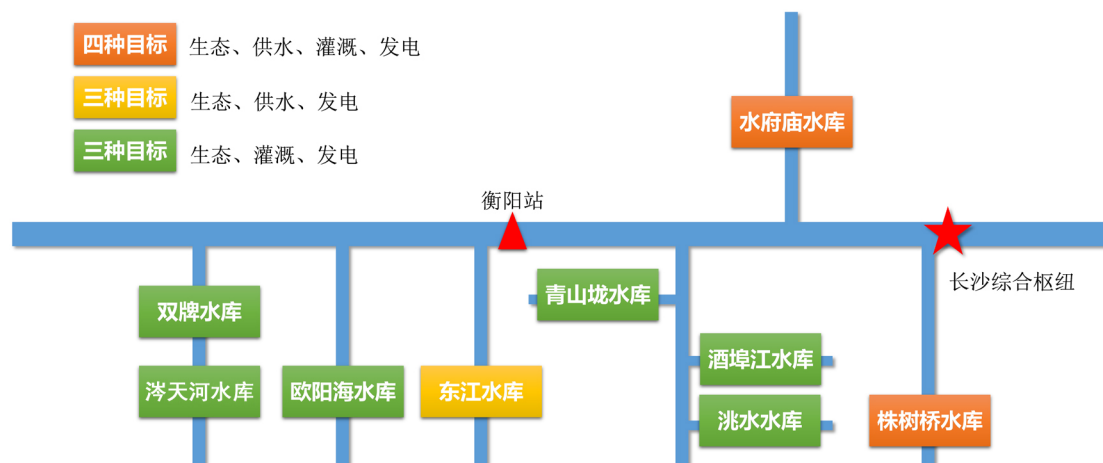 四种目标 生态、供水、灌溉、发电
三种目标 生态、供水、发电
三种目标 生态、灌溉、发电
水府庙水库
衡阳站
长沙综合枢纽
青山垅水库
双牌水库
酒埠江水库
涔天河水库
欧阳海水库
东江水库
洮水水库
株树桥水库